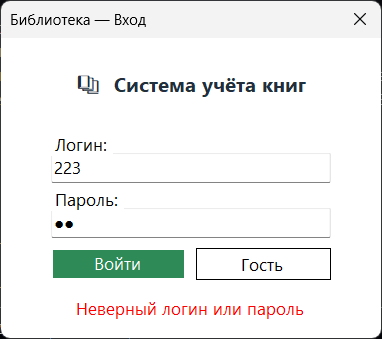 Библиотека — Вход
Система учёта книг
Логин:
223
Пароль:
●●
Войти
Гость
Неверный логин или пароль